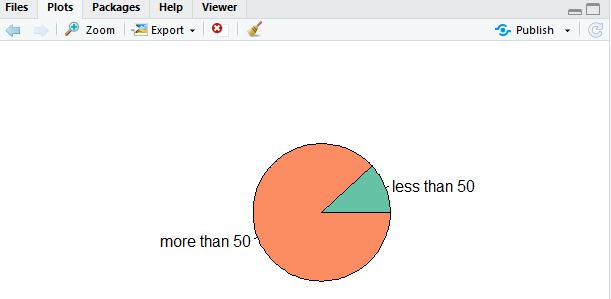 Files Plots Packages Help Viewer
Zoom Export Publish
less than 50
more than 50